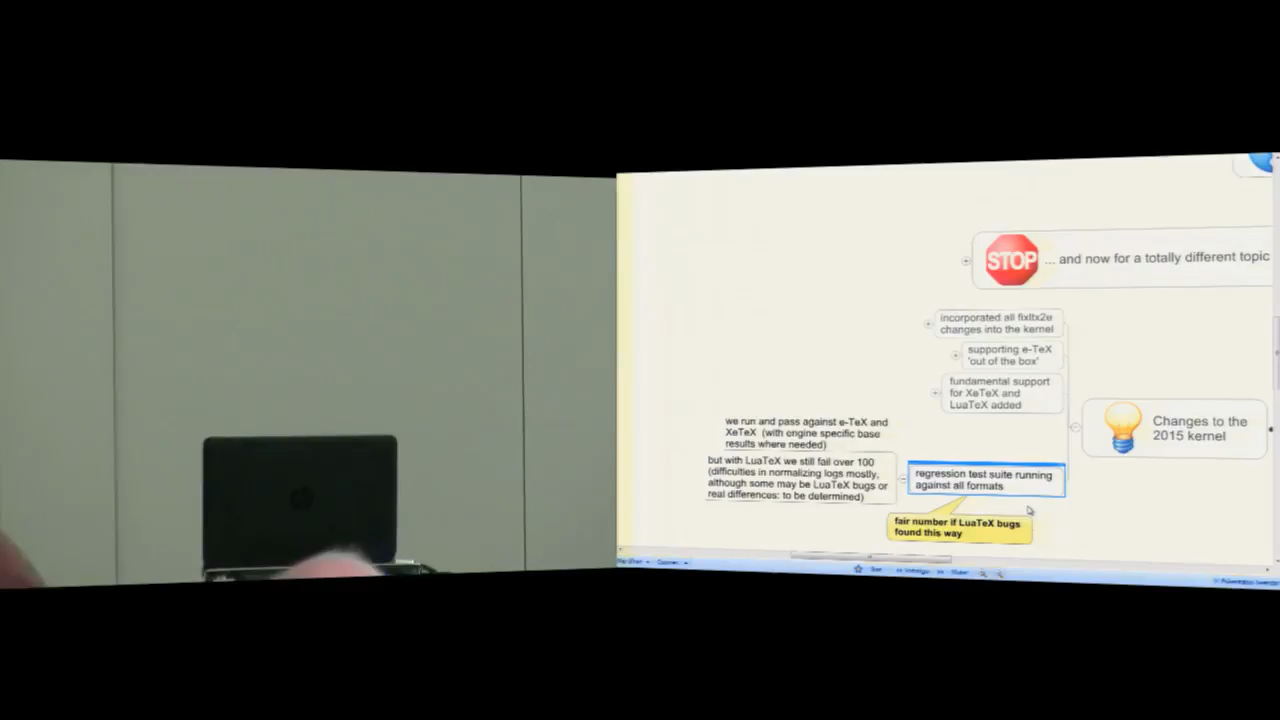 STOP
... and now for a totally different topic
incorporated all fixltx2e
changes into the kernel
supporting e-TeX
'out of the box'
fundamental support
for XeTeX and
LuaTeX added
Changes to the
2015 kernel
we run and pass against e-TeX and
XeTeX (with engine specific base
results where needed)
but with LuaTeX we still fail over 100
(difficulties in normalizing logs mostly,
although some may be LuaTeX bugs or
real differences: to be determined)
regression test suite running
against all formats
fair number if LuaTeX bugs
found this way